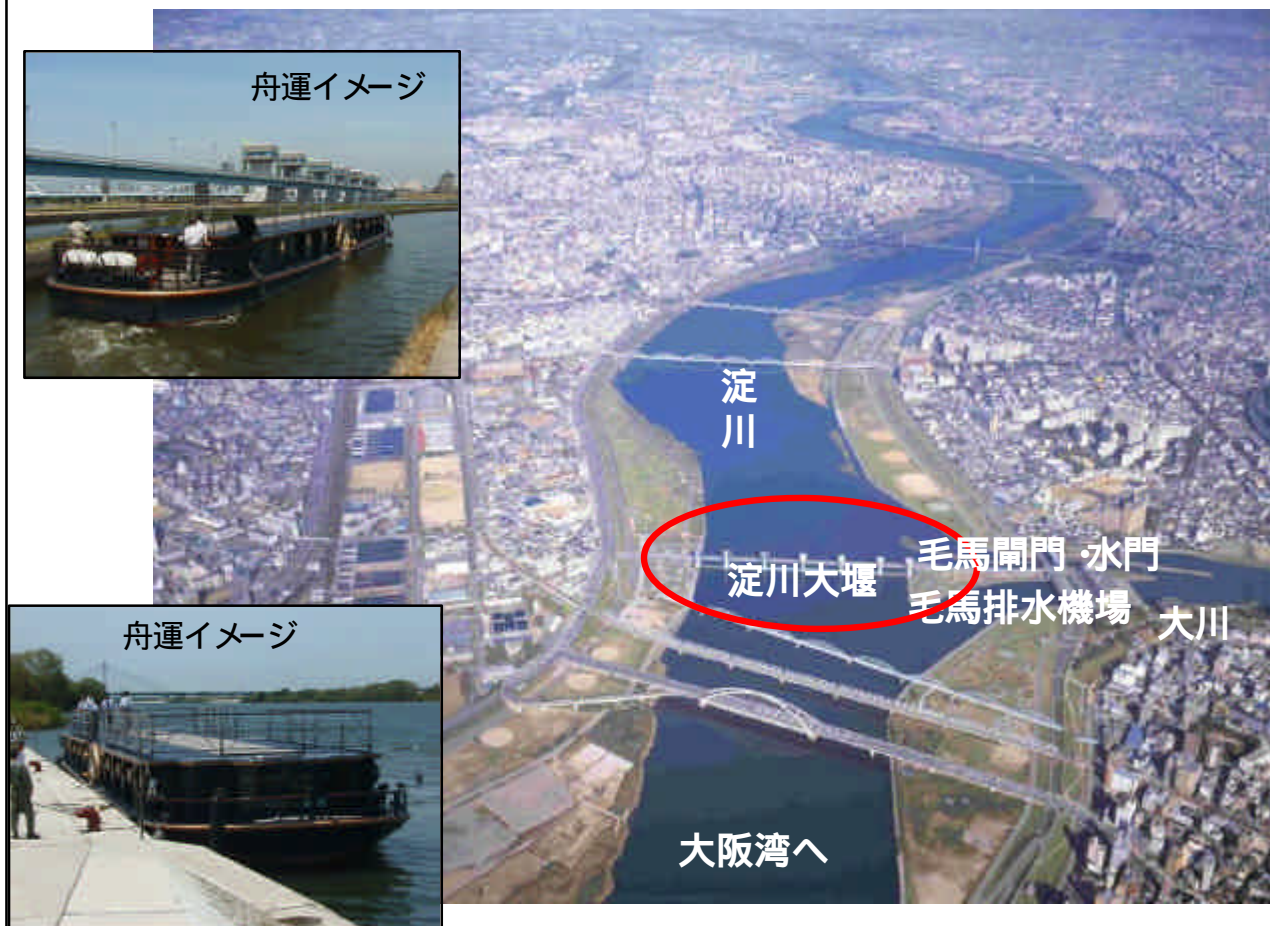 舟運イメージ
淀
川
毛馬閘門・水門
淀川大堰
毛馬排水機場
大川
舟運イメージ
大阪湾へ